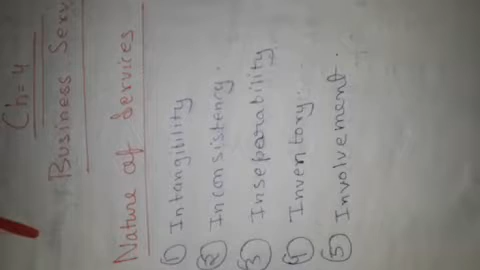 Ch=4
Business Serv
Nature of Services
① Intangibility
② Inconsistency.
③ Inseparability
④ Inventory.
⑤ Involvement.